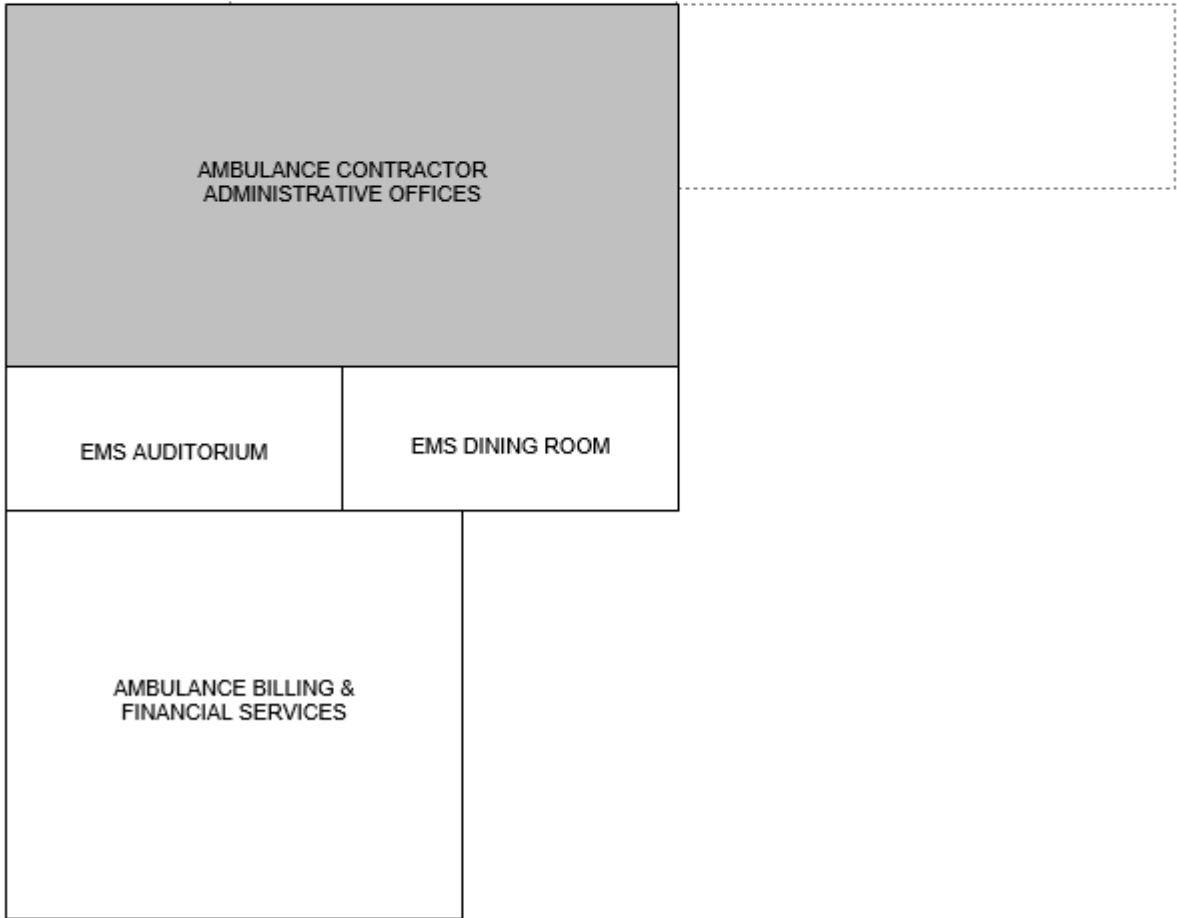 AMBULANCE CONTRACTOR
ADMINISTRATIVE OFFICES
EMS AUDITORIUM
EMS DINING ROOM
AMBULANCE BILLING &
FINANCIAL SERVICES